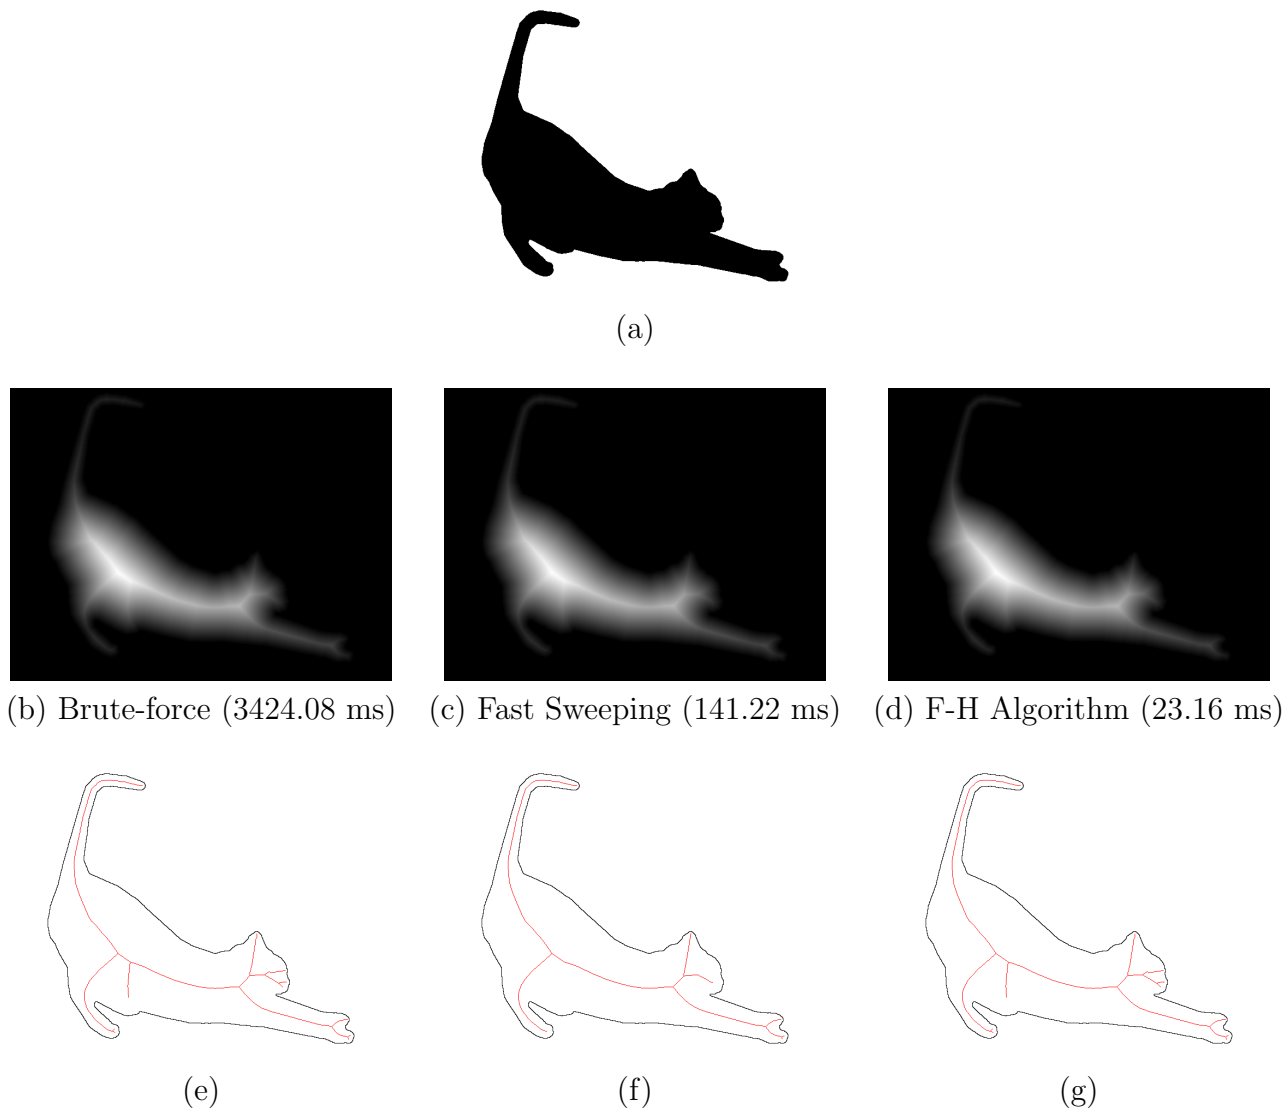 (a)
(b) Brute-force (3424.08 ms) (c) Fast Sweeping (141.22 ms) (d) F-H Algorithm (23.16 ms)
(e) (f) (g)